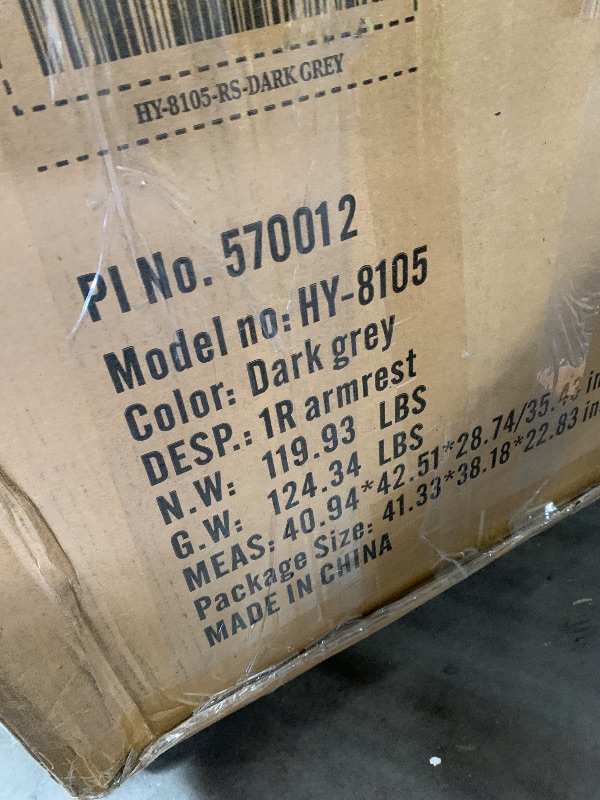 HY-8105-RS-DARK GREY
PI No. 570012
Model no: HY-8105
Color: Dark grey
DESP.: 1R armrest
N.W: 119.93 LBS
G.W: 124.34 LBS
MEAS: 40.94*42.51*28.74/35.43 in
Package Size: 41.33*38.18*22.83 in
MADE IN CHINA